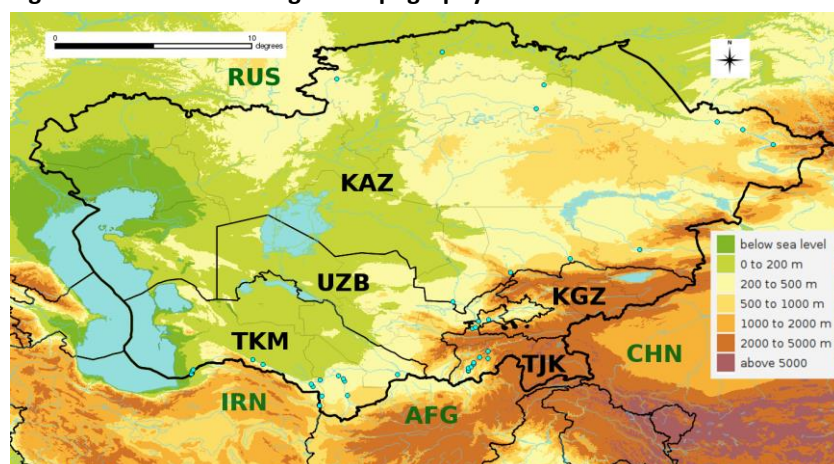 0
10
degrees
N
RUS
KAZ
UZB
KGZ
TKM
TJK
CHN
IRN
AFG
below sea level
0 to 200 m
200 to 500 m
500 to 1000 m
1000 to 2000 m
2000 to 5000 m
above 5000